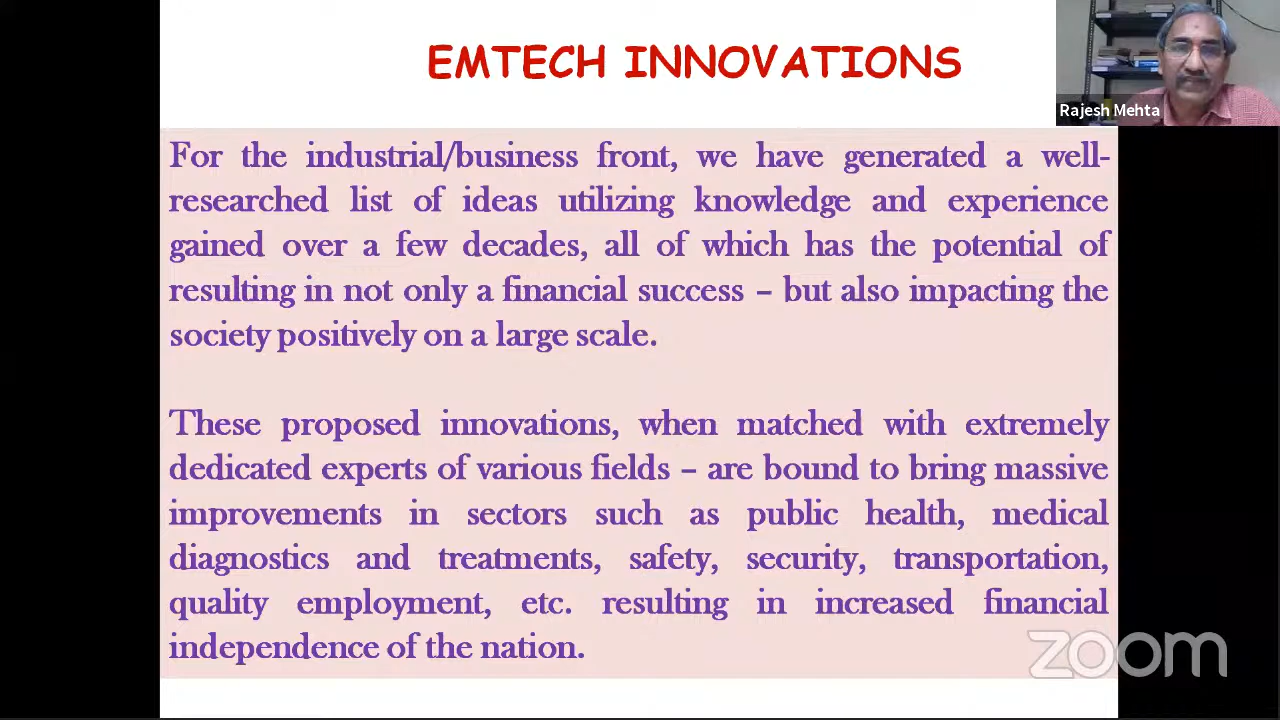 EMTECH INNOVATIONS
Rajesh Mehta
For the industrial/business front, we have generated a well-
researched list of ideas utilizing knowledge and experience
gained over a few decades, all of which has the potential of
resulting in not only a financial success – but also impacting the
society positively on a large scale.
These proposed innovations, when matched with extremely
dedicated experts of various fields – are bound to bring massive
improvements in sectors such as public health, medical
diagnostics and treatments, safety, security, transportation,
quality employment, etc. resulting in increased financial
independence of the nation.
zoom